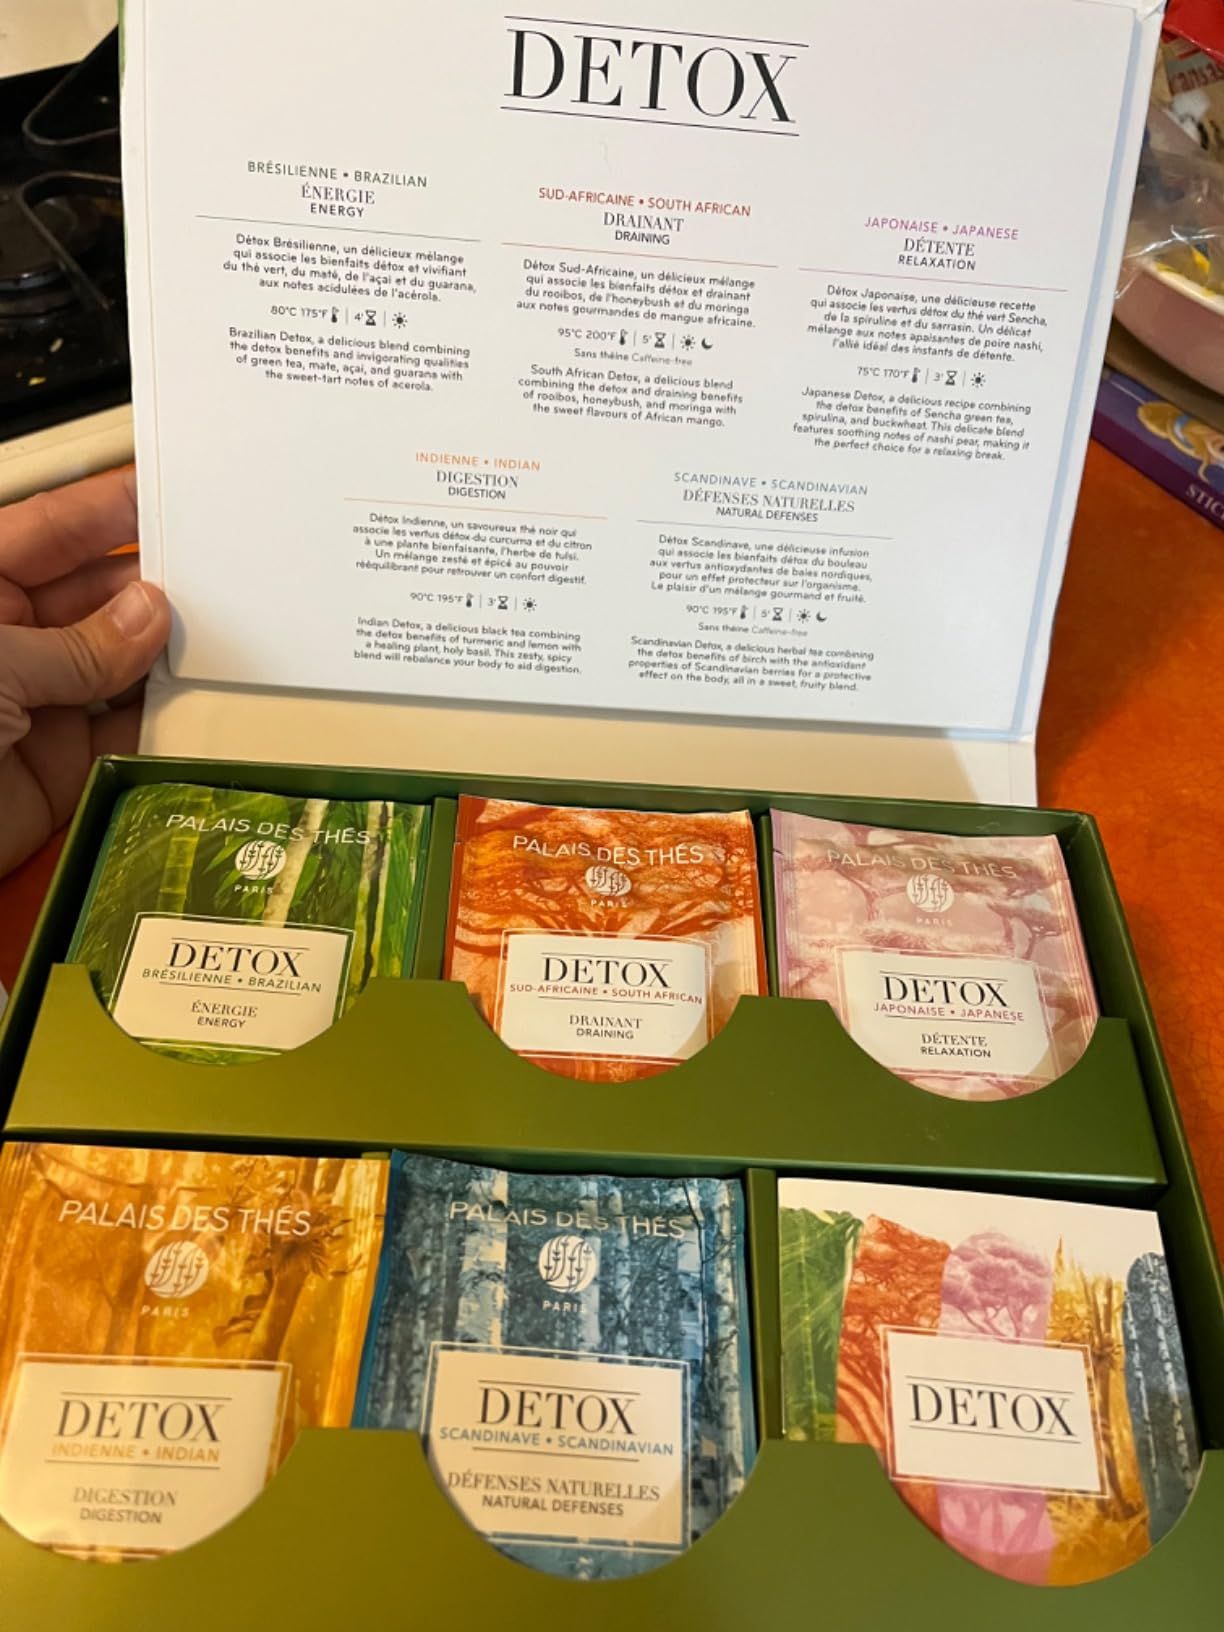 DETOX
BRÉSILIENNE • BRAZILIAN
ÉNERGIE
ENERGY
Détox Brésilienne, un délicieux mélange
qui associe les bienfaits détox et vivifiant
du thé vert, du maté, de l'açaï et du guarana,
aux notes acidulées de l'acérola.
80°C 175°F | 4' |
Brazilian Detox, a delicious blend combining
the detox benefits and invigorating qualities
of green tea, mate, açai, and guarana with
the sweet-tart notes of acerola.
SUD-AFRICAINE • SOUTH AFRICAN
DRAINANT
DRAINING
Détox Sud-Africaine, un délicieux mélange
qui associe les bienfaits détox et drainant
du rooibos, de l'honeybush et du moringa
aux notes gourmandes de mangue africaine.
95°C 200°F | 5' |
Sans théine Caffeine-free
South African Detox, a delicious blend
combining the detox and draining benefits
of rooibos, honeybush, and moringa with
the sweet flavours of African mango.
JAPONAISE • JAPANESE
DÉTENTE
RELAXATION
Détox Japonaise, une délicieuse recette
qui associe les vertus détox du thé vert Sencha,
de la spiruline et du sarrasin. Un délicat
mélange aux notes apaisantes de poire nashi,
l'allié idéal des instants de détente.
75°C 170°F | 3' |
Japanese Detox, a delicious recipe combining
the detox benefits of Sencha green tea,
spirulina, and buckwheat. This delicate blend
features soothing notes of nashi pear, making it
the perfect choice for a relaxing break.
INDIENNE • INDIAN
DIGESTION
DIGESTION
Détox Indienne, un savoureux thé noir qui
associe les vertus détox du curcuma et du citron
à une plante bienfaisante, l'herbe de tulsi.
Un mélange zesté et épicé au pouvoir
rééquilibrant pour retrouver un confort digestif.
90°C 195°F | 3' |
Indian Detox, a delicious black tea combining
the detox benefits of turmeric and lemon with
a healing plant, holy basil. This zesty, spicy
blend will rebalance your body to aid digestion.
SCANDINAVE • SCANDINAVIAN
DÉFENSES NATURELLES
NATURAL DEFENSES
Détox Scandinave, une délicieuse infusion
qui associe les bienfaits détox du bouleau
aux vertus antioxydantes de baies nordiques,
pour un effet protecteur sur l'organisme.
Le plaisir d'un mélange gourmand et fruité.
90°C 195°F | 5' |
Sans théine Caffeine-free
Scandinavian Detox, a delicious herbal tea combining
the detox benefits of birch with the antioxidant
properties of Scandinavian berries for a protective
effect on the body, all in a sweet, fruity blend.
PALAIS DES THÉS
PARIS
DETOX
BRÉSILIENNE • BRAZILIAN
ÉNERGIE
ENERGY
PALAIS DES THÉS
PARIS
DETOX
SUD-AFRICAINE • SOUTH AFRICAN
DRAINANT
DRAINING
PALAIS DES THÉS
PARIS
DETOX
JAPONAISE • JAPANESE
DÉTENTE
RELAXATION
PALAIS DES THÉS
PARIS
DETOX
INDIENNE • INDIAN
DIGESTION
DIGESTION
PALAIS DES THÉS
PARIS
DETOX
SCANDINAVE • SCANDINAVIAN
DÉFENSES NATURELLES
NATURAL DEFENSES
DETOX